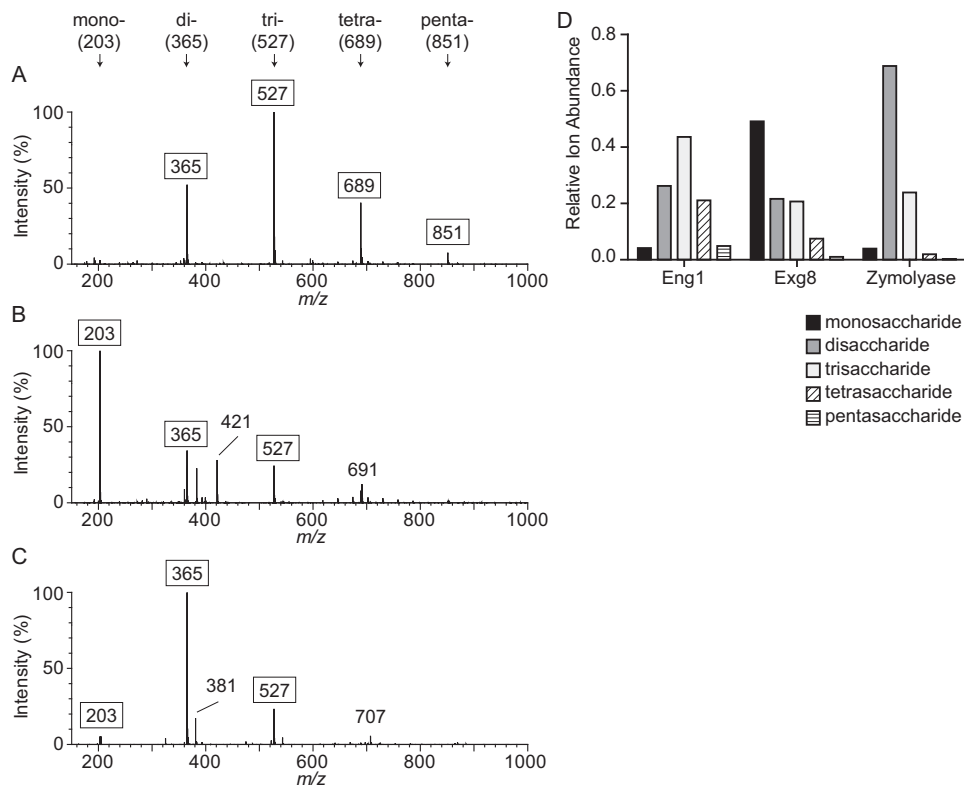 mono- di- tri- tetra- penta-
(203) (365) (527) (689) (851)
A
527
365
689
851
100
50
0
Intensity (%)
200 400 600 800 1000
m/z
B
203
365
421
527
691
100
50
0
Intensity (%)
200 400 600 800 1000
m/z
C
365
203
381
527
707
100
50
0
Intensity (%)
200 400 600 800 1000
m/z
D
0.8
0.6
0.4
0.2
0.0
Relative Ion Abundance
Eng1 Exg8 Zymolyase
monosaccharide
disaccharide
trisaccharide
tetrasaccharide
pentasaccharide